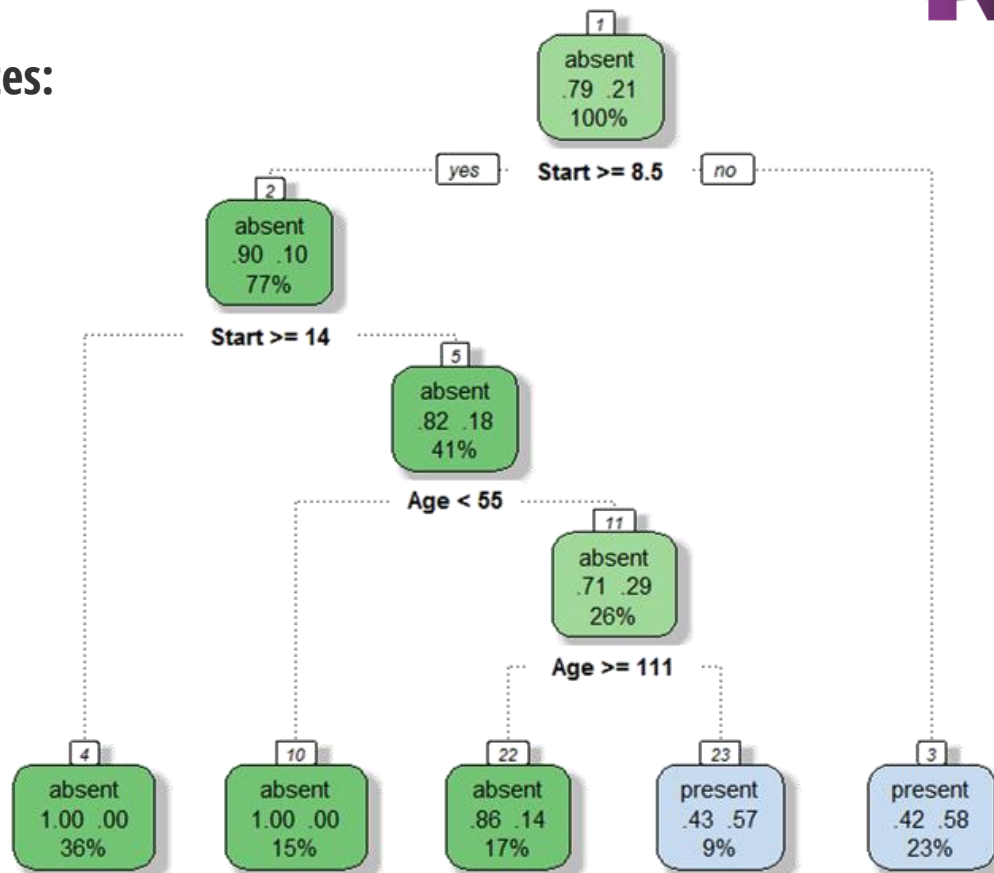 1
absent
.79 .21
100%
yes
Start >= 8.5
no
2
absent
.90 .10
77%
Start >= 14
5
absent
.82 .18
41%
Age < 55
11
absent
.71 .29
26%
Age >= 111
4
absent
1.00 .00
36%
10
absent
1.00 .00
15%
22
absent
.86 .14
17%
23
present
.43 .57
9%
3
present
.42 .58
23%